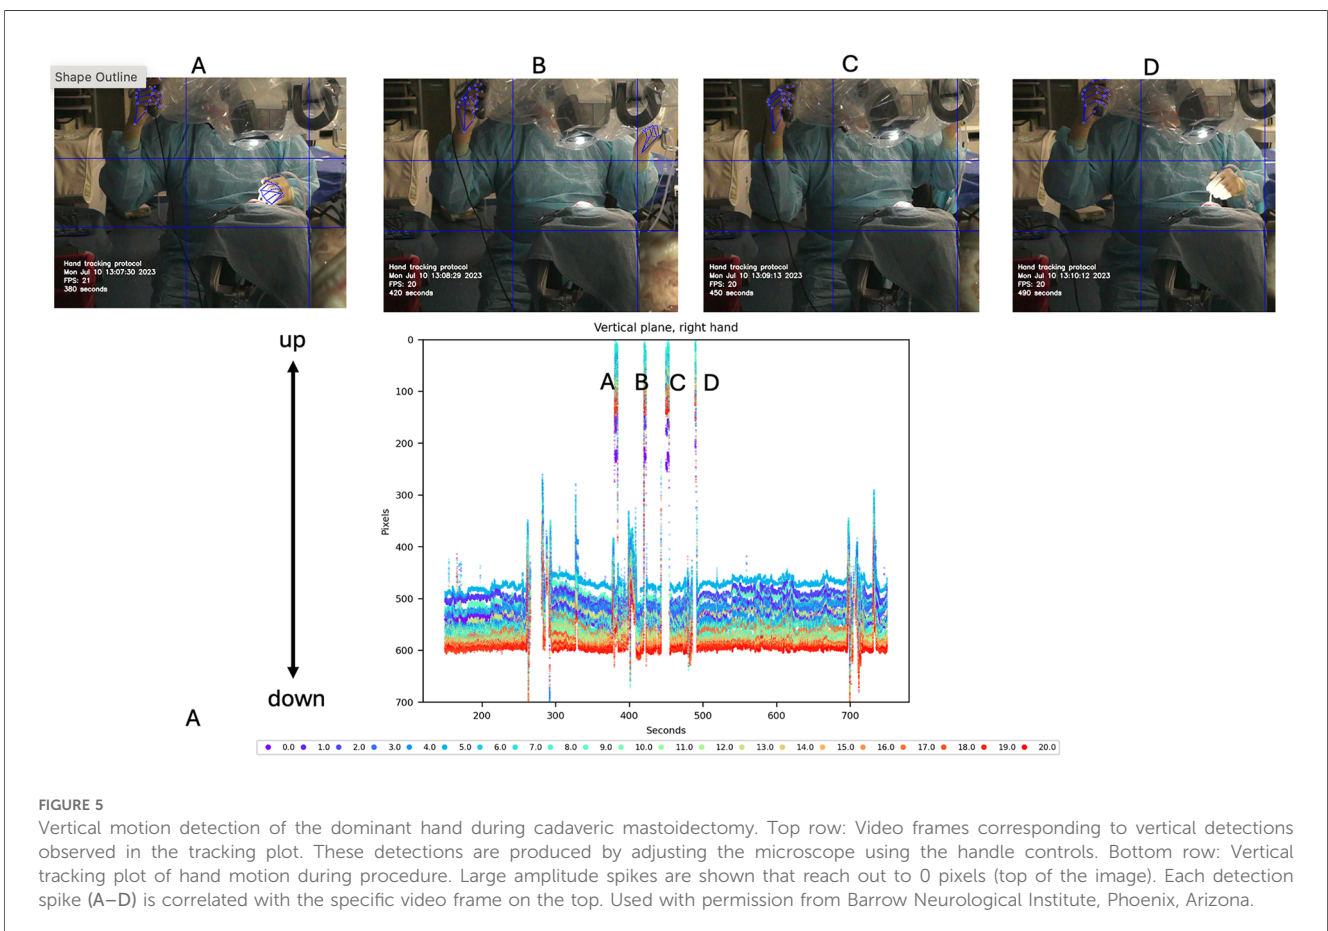 A
B
C
D
Shape Outline
Hand tracking protocol
Mon Jul 10 13:07:30 2023
FPS: 21
380 seconds
Hand tracking protocol
Mon Jul 10 13:08:29 2023
FPS: 20
420 seconds
Hand tracking protocol
Mon Jul 10 13:09:13 2023
FPS: 20
450 seconds
Hand tracking protocol
Mon Jul 10 13:10:12 2023
FPS: 20
490 seconds
up
down
A
Vertical plane, right hand
0
100
200
300
400
500
600
700
Pixels
A B C D
200 300 400 500 600 700
Seconds
0.0 1.0 2.0 3.0 4.0 5.0 6.0 7.0 8.0 9.0 10.0 11.0 12.0 13.0 14.0 15.0 16.0 17.0 18.0 19.0 20.0
FIGURE 5
Vertical motion detection of the dominant hand during cadaveric mastoidectomy. Top row: Video frames corresponding to vertical detections
observed in the tracking plot. These detections are produced by adjusting the microscope using the handle controls. Bottom row: Vertical
tracking plot of hand motion during procedure. Large amplitude spikes are shown that reach out to 0 pixels (top of the image). Each detection
spike (A–D) is correlated with the specific video frame on the top. Used with permission from Barrow Neurological Institute, Phoenix, Arizona.